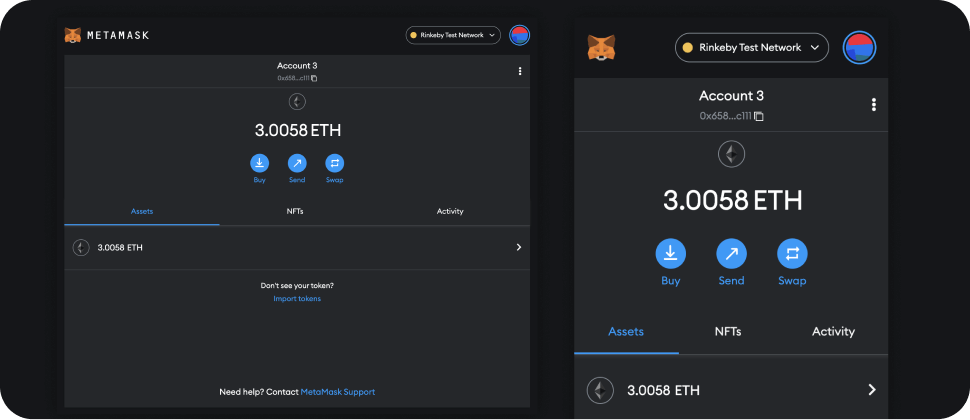 METAMASK
Rinkeby Test Network
Account 3
0x658...c111
3.0058 ETH
Buy Send Swap
Assets NFTs Activity
3.0058 ETH
Don't see your token?
Import tokens
Need help? Contact MetaMask Support
Rinkeby Test Network
Account 3
0x658...c111
3.0058 ETH
Buy Send Swap
Assets NFTs Activity
3.0058 ETH